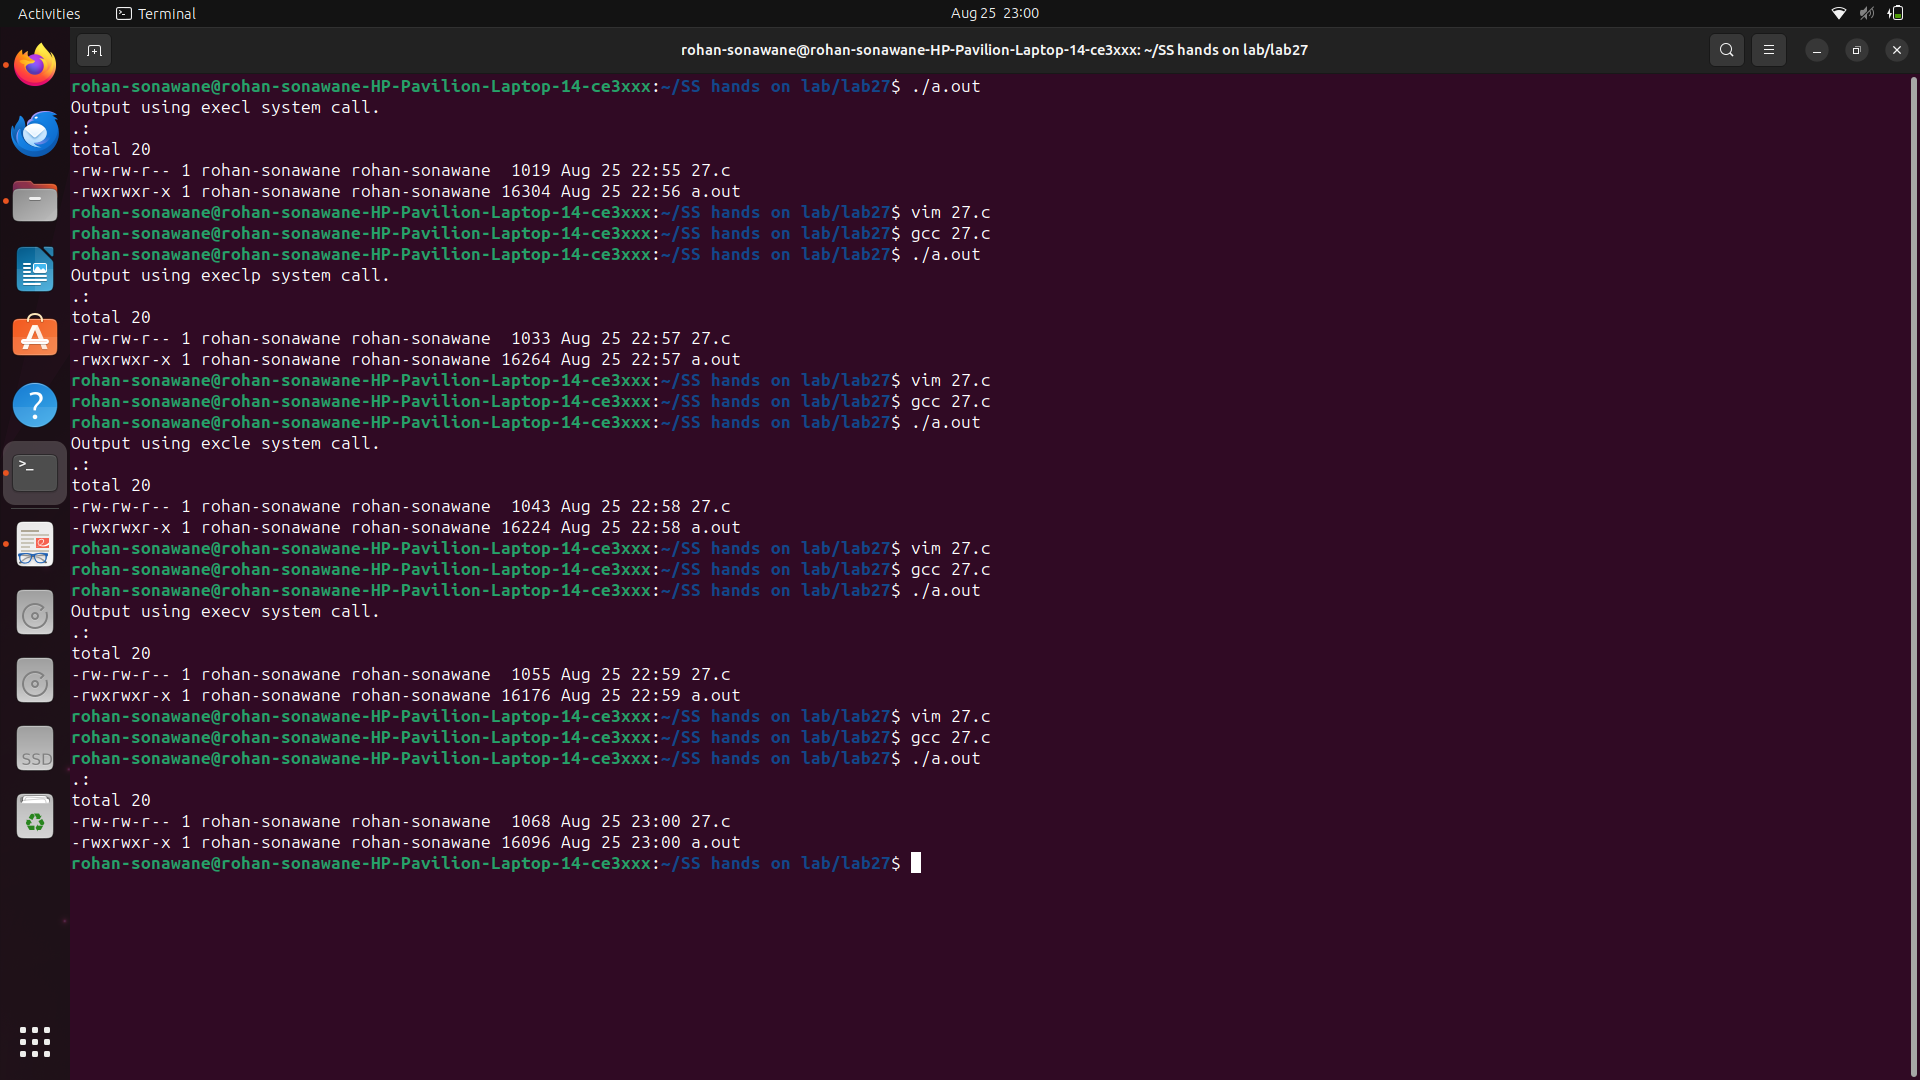 Activities Terminal Aug 25 23:00
rohan-sonawane@rohan-sonawane-HP-Pavilion-Laptop-14-ce3xxx: ~/SS hands on lab/lab27
rohan-sonawane@rohan-sonawane-HP-Pavilion-Laptop-14-ce3xxx:~/SS hands on lab/lab27$ ./a.out
Output using execl system call.
.:
total 20
-rw-rw-r-- 1 rohan-sonawane rohan-sonawane  1019 Aug 25 22:55 27.c
-rwxrwxr-x 1 rohan-sonawane rohan-sonawane 16304 Aug 25 22:56 a.out
rohan-sonawane@rohan-sonawane-HP-Pavilion-Laptop-14-ce3xxx:~/SS hands on lab/lab27$ vim 27.c
rohan-sonawane@rohan-sonawane-HP-Pavilion-Laptop-14-ce3xxx:~/SS hands on lab/lab27$ gcc 27.c
rohan-sonawane@rohan-sonawane-HP-Pavilion-Laptop-14-ce3xxx:~/SS hands on lab/lab27$ ./a.out
Output using execlp system call.
.:
total 20
-rw-rw-r-- 1 rohan-sonawane rohan-sonawane  1033 Aug 25 22:57 27.c
-rwxrwxr-x 1 rohan-sonawane rohan-sonawane 16264 Aug 25 22:57 a.out
rohan-sonawane@rohan-sonawane-HP-Pavilion-Laptop-14-ce3xxx:~/SS hands on lab/lab27$ vim 27.c
rohan-sonawane@rohan-sonawane-HP-Pavilion-Laptop-14-ce3xxx:~/SS hands on lab/lab27$ gcc 27.c
rohan-sonawane@rohan-sonawane-HP-Pavilion-Laptop-14-ce3xxx:~/SS hands on lab/lab27$ ./a.out
Output using excle system call.
.:
total 20
-rw-rw-r-- 1 rohan-sonawane rohan-sonawane  1043 Aug 25 22:58 27.c
-rwxrwxr-x 1 rohan-sonawane rohan-sonawane 16224 Aug 25 22:58 a.out
rohan-sonawane@rohan-sonawane-HP-Pavilion-Laptop-14-ce3xxx:~/SS hands on lab/lab27$ vim 27.c
rohan-sonawane@rohan-sonawane-HP-Pavilion-Laptop-14-ce3xxx:~/SS hands on lab/lab27$ gcc 27.c
rohan-sonawane@rohan-sonawane-HP-Pavilion-Laptop-14-ce3xxx:~/SS hands on lab/lab27$ ./a.out
Output using execv system call.
.:
total 20
-rw-rw-r-- 1 rohan-sonawane rohan-sonawane  1055 Aug 25 22:59 27.c
-rwxrwxr-x 1 rohan-sonawane rohan-sonawane 16176 Aug 25 22:59 a.out
rohan-sonawane@rohan-sonawane-HP-Pavilion-Laptop-14-ce3xxx:~/SS hands on lab/lab27$ vim 27.c
rohan-sonawane@rohan-sonawane-HP-Pavilion-Laptop-14-ce3xxx:~/SS hands on lab/lab27$ gcc 27.c
rohan-sonawane@rohan-sonawane-HP-Pavilion-Laptop-14-ce3xxx:~/SS hands on lab/lab27$ ./a.out
.:
total 20
-rw-rw-r-- 1 rohan-sonawane rohan-sonawane  1068 Aug 25 23:00 27.c
-rwxrwxr-x 1 rohan-sonawane rohan-sonawane 16096 Aug 25 23:00 a.out
rohan-sonawane@rohan-sonawane-HP-Pavilion-Laptop-14-ce3xxx:~/SS hands on lab/lab27$
SSD